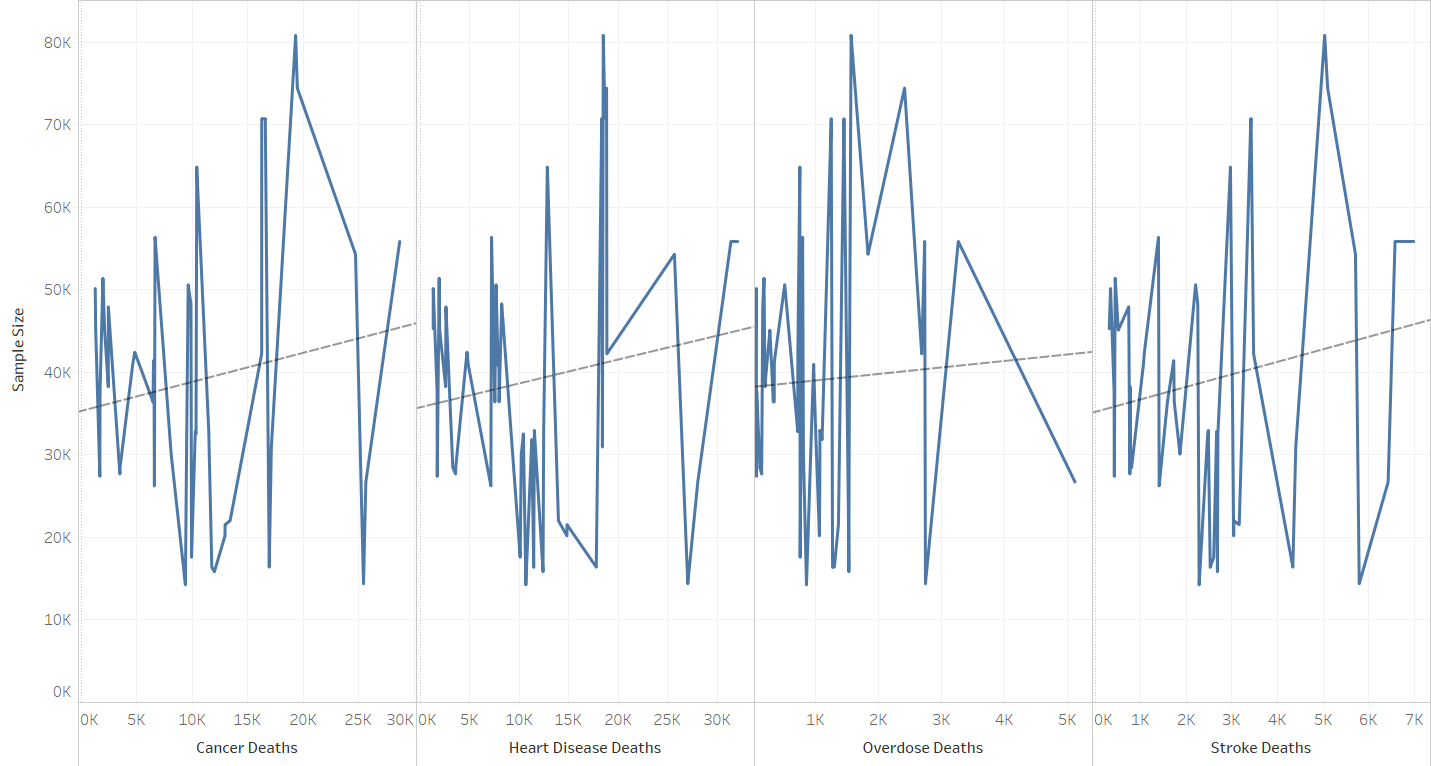 80K
70K
60K
50K
40K
30K
20K
10K
0K
Sample Size
0K 5K 10K 15K 20K 25K 30K 0K 5K 10K 15K 20K 25K 30K 1K 2K 3K 4K 5K 0K 1K 2K 3K 4K 5K 6K 7K
Cancer Deaths Heart Disease Deaths Overdose Deaths Stroke Deaths